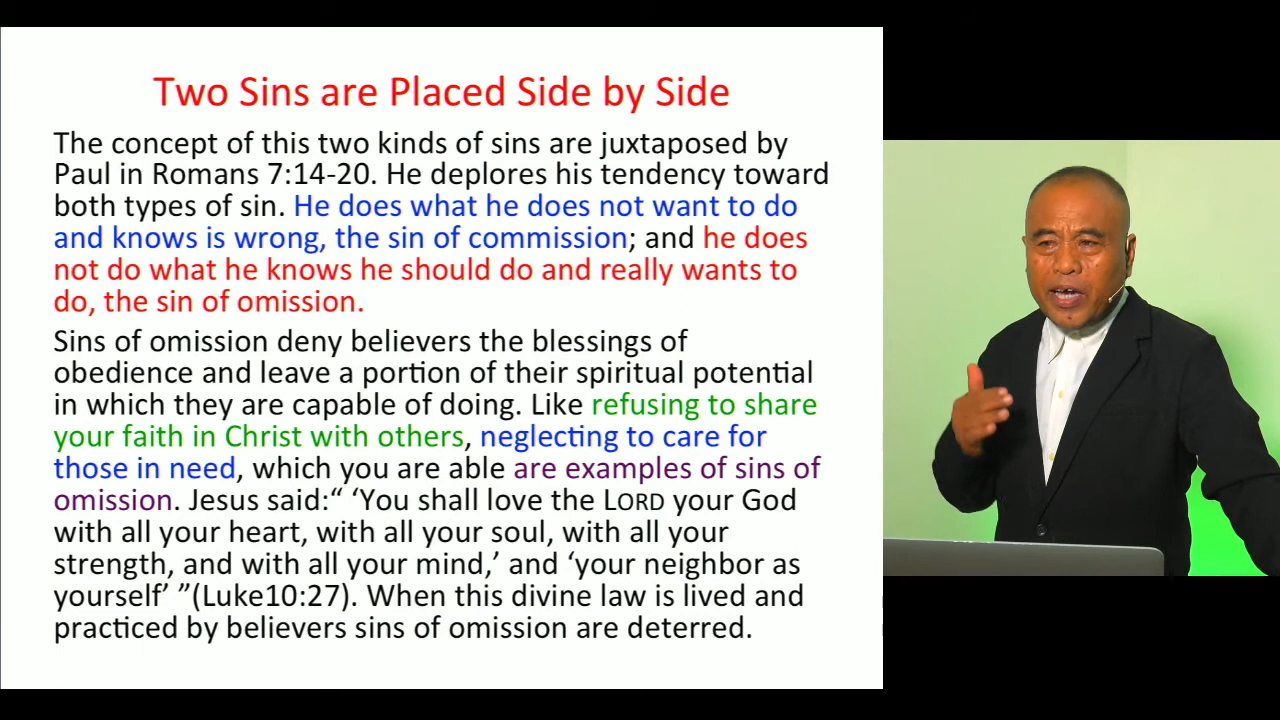 Two Sins are Placed Side by Side
The concept of this two kinds of sins are juxtaposed by
Paul in Romans 7:14-20. He deplores his tendency toward
both types of sin. He does what he does not want to do
and knows is wrong, the sin of commission; and he does
not do what he knows he should do and really wants to
do, the sin of omission.
Sins of omission deny believers the blessings of
obedience and leave a portion of their spiritual potential
in which they are capable of doing. Like refusing to share
your faith in Christ with others, neglecting to care for
those in need, which you are able are examples of sins of
omission. Jesus said:“ ‘You shall love the LORD your God
with all your heart, with all your soul, with all your
strength, and with all your mind,’ and ‘your neighbor as
yourself’ ”(Luke10:27). When this divine law is lived and
practiced by believers sins of omission are deterred.